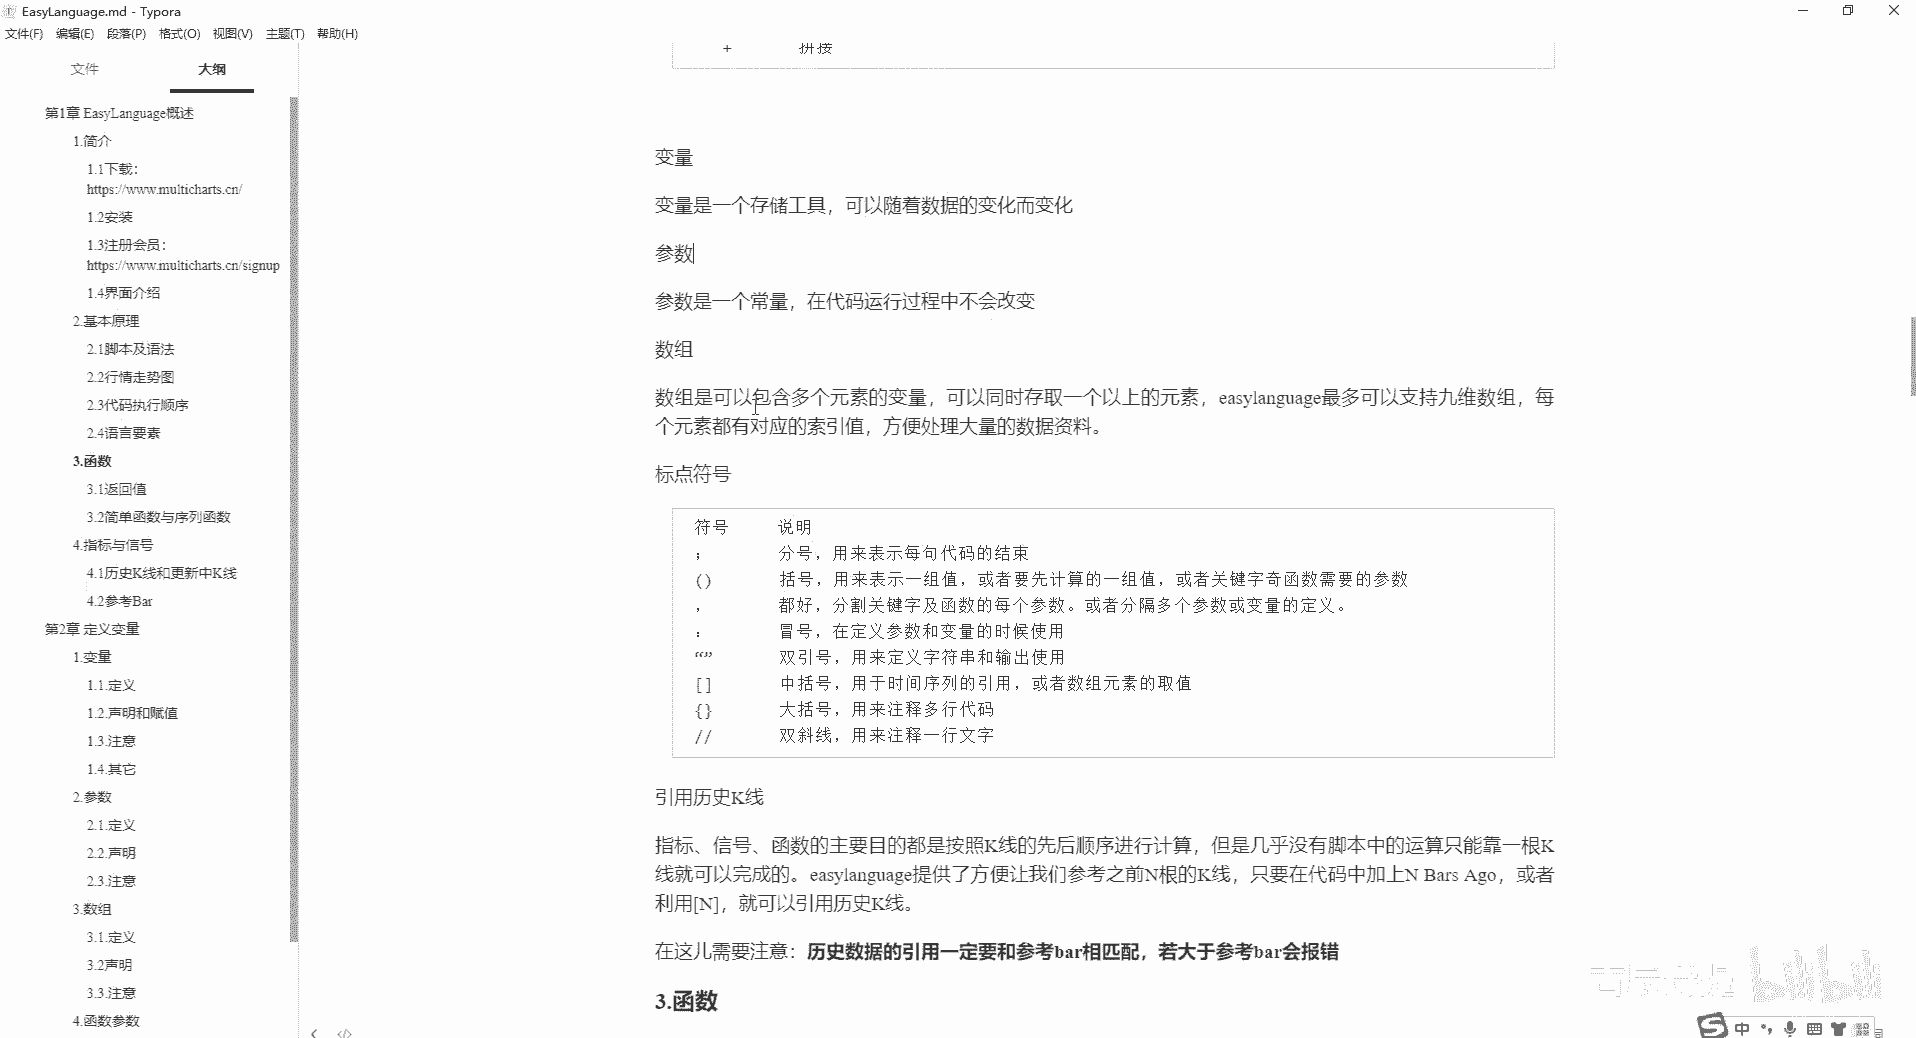 EasyLanguage.md - Typora
文件(F) 编辑(E) 段落(P) 格式(O) 视图(V) 主题(T) 帮助(H)
文件 大纲
第1章 EasyLanguage概述
1.简介
1.1下载：
https://www.multicharts.cn/
1.2安装
1.3注册会员：
https://www.multicharts.cn/signup
1.4界面介绍
2.基本原理
2.1脚本及语法
2.2行情走势图
2.3代码执行顺序
2.4语言要素
3.函数
3.1返回值
3.2简单函数与序列函数
4.指标与信号
4.1历史K线和更新中K线
4.2参考Bar
第2章 定义变量
1.变量
1.1.定义
1.2.声明和赋值
1.3.注意
1.4.其它
2.参数
2.1.定义
2.2.声明
2.3.注意
3.数组
3.1.定义
3.2声明
3.3.注意
4.函数参数
+ 拼接
变量
变量是一个存储工具，可以随着数据的变化而变化
参数
参数是一个常量，在代码运行过程中不会改变
数组
数组是可以包含多个元素的变量，可以同时存取一个以上的元素，easylanguage最多可以支持九维数组，每
个元素都有对应的索引值，方便处理大量的数据资料。
标点符号
符号 说明
； 分号，用来表示每句代码的结束
() 括号，用来表示一组值，或者要先计算的一组值，或者关键字奇函数需要的参数
， 都好，分割关键字及函数的每个参数。或者分隔多个参数或变量的定义。
： 冒号，在定义参数和变量的时候使用
“” 双引号，用来定义字符串和输出使用
[] 中括号，用于时间序列的引用，或者数组元素的取值
{} 大括号，用来注释多行代码
// 双斜线，用来注释一行文字
引用历史K线
指标、信号、函数的主要目的都是按照K线的先后顺序进行计算，但是几乎没有脚本中的运算只能靠一根K
线就可以完成的。easylanguage提供了方便让我们参考之前N根的K线，只要在代码中加上N Bars Ago，或者
利用[N]，就可以引用历史K线。
在这儿需要注意：历史数据的引用一定要和参考bar相匹配，若大于参考bar会报错
3.函数
bilibili
中